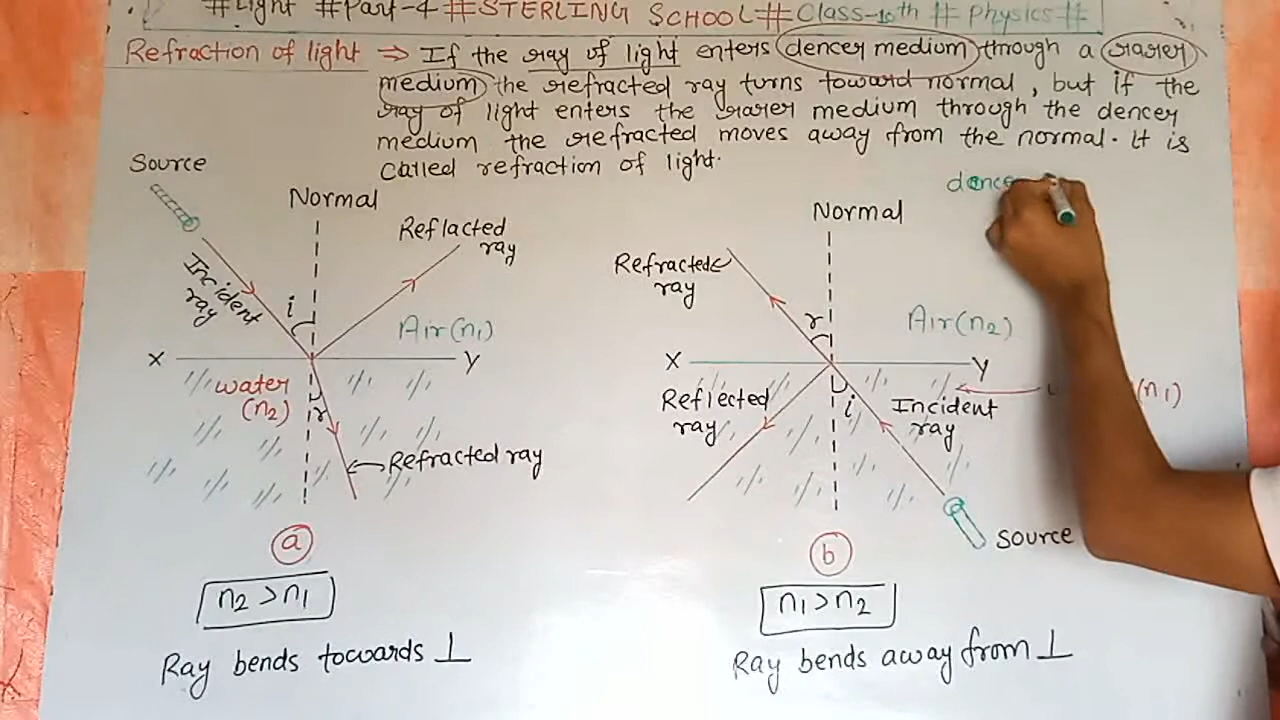 #Light #Part-4 #STERLING SCHOOL# Class-10th # Physics #
Refraction of light ⇒ If the ray of light enters dencer medium through a rarer
medium the refracted ray turns toward normal, but if the
ray of light enters the rarer medium through the dencer
medium the refracted moves away from the normal. It is
called refraction of light.
Source
Normal
Reflacted
ray
Incident
ray
i
Air(n1)
X
Y
water
(n2)
r
Refracted ray
a
n2 > n1
Ray bends towards ⊥
dence
Normal
Refracted
ray
r
Air(n2)
X
Y
(n1)
Reflected
ray
i
Incident
ray
Source
b
n1 > n2
Ray bends away from ⊥